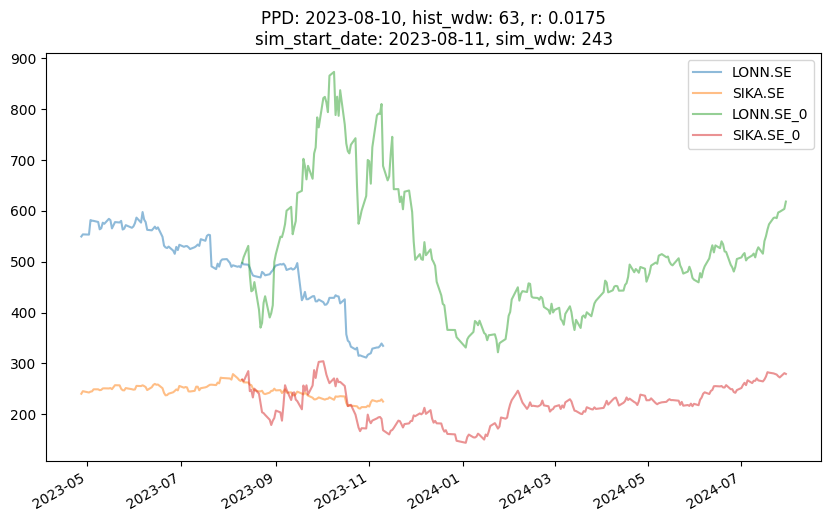 PPD: 2023-08-10, hist_wdw: 63, r: 0.0175
sim_start_date: 2023-08-11, sim_wdw: 243
900
800
700
600
500
400
300
200
LONN.SE
SIKA.SE
LONN.SE_0
SIKA.SE_0
2023-05
2023-07
2023-09
2023-11
2024-01
2024-03
2024-05
2024-07